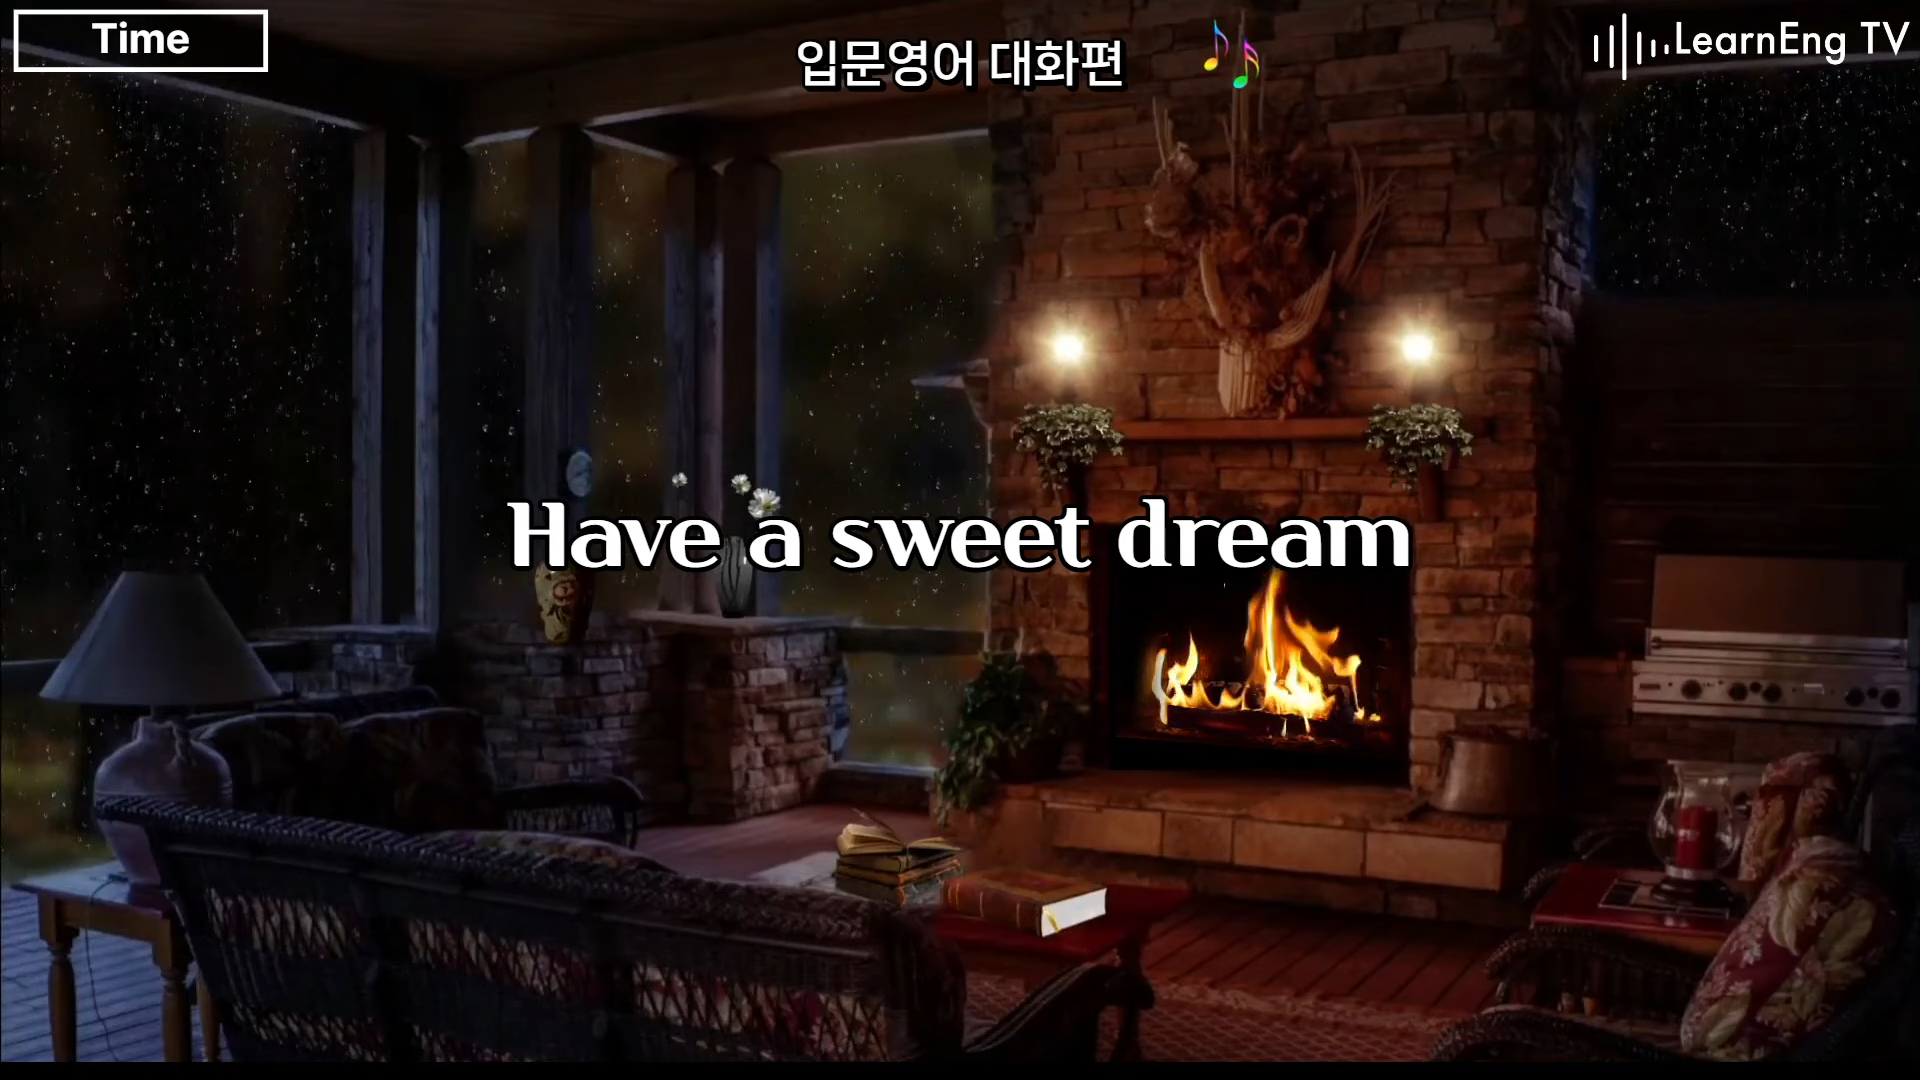 Time
입문영어 대화편
LearnEng TV
Have a sweet dream